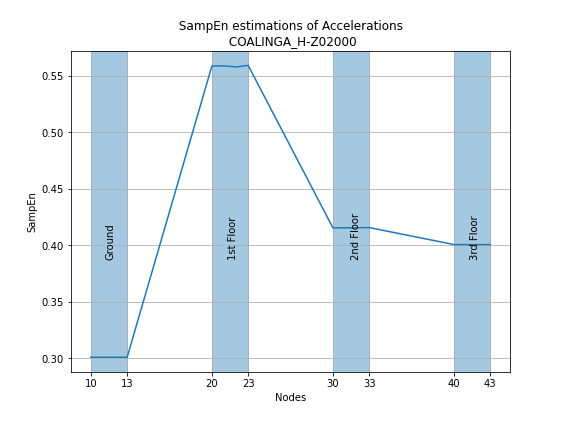 SampEn estimations of Accelerations
COALINGA_H-Z02000
0.55
0.50
0.45
0.40
0.35
0.30
SampEn
Ground
1st Floor
2nd Floor
3rd Floor
10 13 20 23 30 33 40 43
Nodes